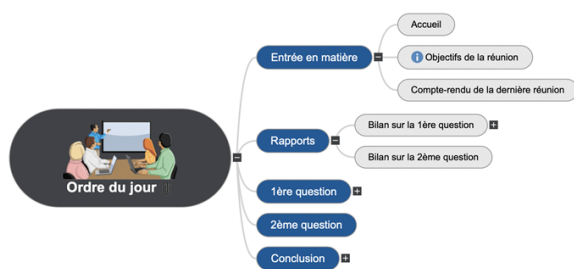 Ordre du jour
Entrée en matière
Accueil
Objectifs de la réunion
Compte-rendu de la dernière réunion
Rapports
Bilan sur la 1ère question
Bilan sur la 2ème question
1ère question
2ème question
Conclusion